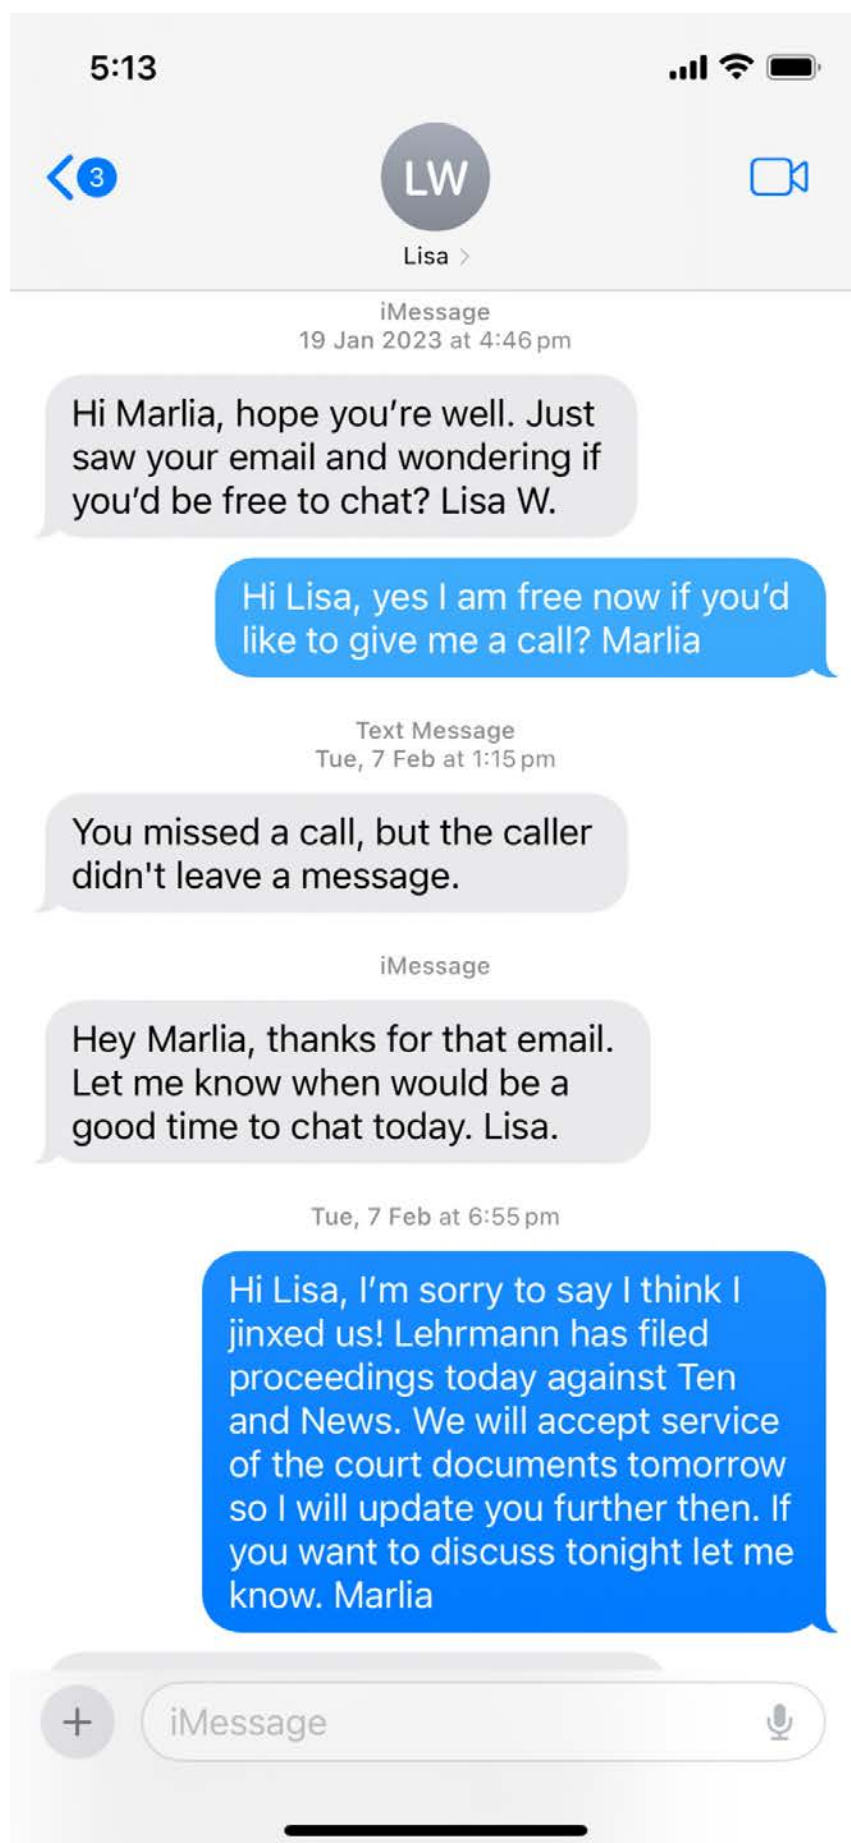 5:13
3
LW
Lisa
iMessage
19 Jan 2023 at 4:46 pm
Hi Marlia, hope you’re well. Just
saw your email and wondering if
you’d be free to chat? Lisa W.
Hi Lisa, yes I am free now if you’d
like to give me a call? Marlia
Text Message
Tue, 7 Feb at 1:15 pm
You missed a call, but the caller
didn't leave a message.
iMessage
Hey Marlia, thanks for that email.
Let me know when would be a
good time to chat today. Lisa.
Tue, 7 Feb at 6:55 pm
Hi Lisa, I’m sorry to say I think I
jinxed us! Lehrmann has filed
proceedings today against Ten
and News. We will accept service
of the court documents tomorrow
so I will update you further then. If
you want to discuss tonight let me
know. Marlia
iMessage